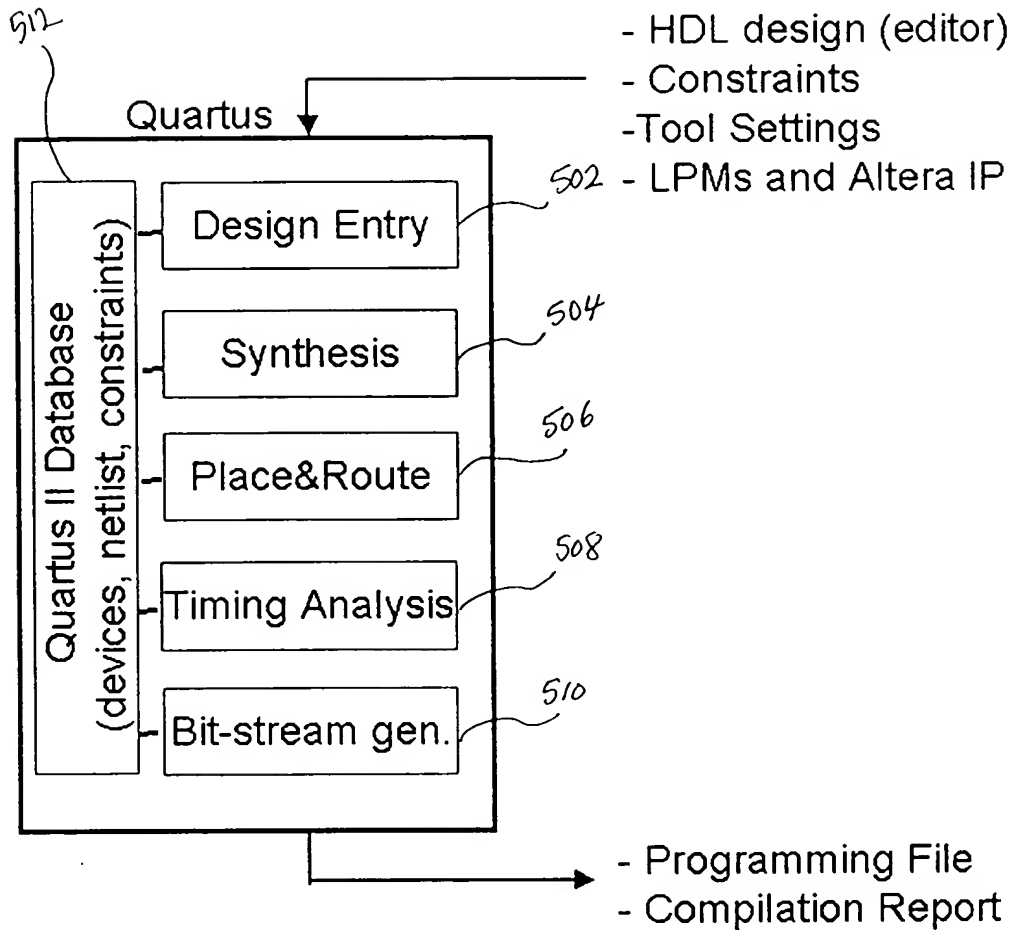 512
- HDL design (editor)
- Constraints
-Tool Settings
- LPMs and Altera IP
Quartus
Quartus II Database
(devices, netlist, constraints)
Design Entry
502
Synthesis
504
Place&Route
506
Timing Analysis
508
Bit-stream gen.
510
- Programming File
- Compilation Report